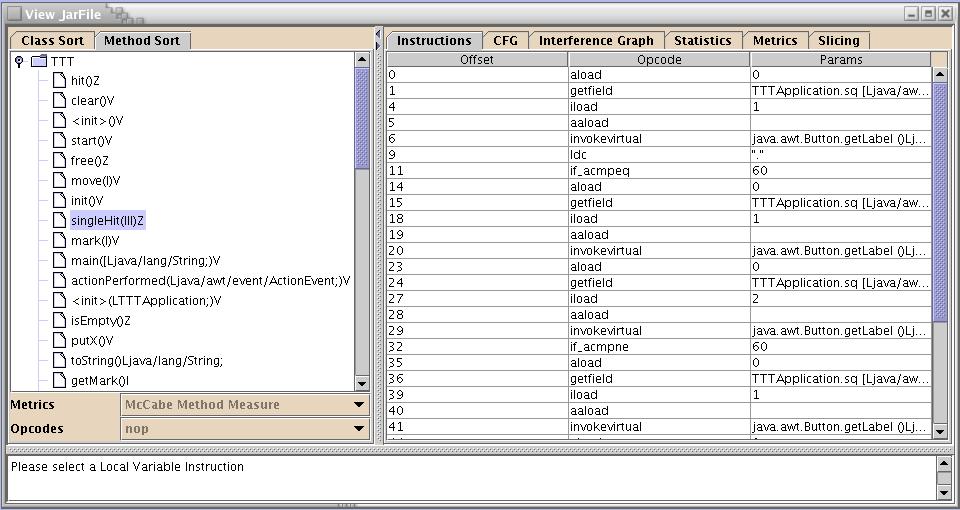 View JarFile
Class Sort Method Sort
TTT
hit()Z
clear()V
<init>()V
start()V
free()Z
move(I)V
init()V
singleHit(III)Z
mark(I)V
main([Ljava/lang/String;)V
actionPerformed(Ljava/awt/event/ActionEvent;)V
<init>(LTTTApplication;)V
isEmpty()Z
putX()V
toString()Ljava/lang/String;
getMark()I
Metrics McCabe Method Measure
Opcodes nop
Instructions CFG Interference Graph Statistics Metrics Slicing
Offset Opcode Params
0 aload 0
1 getfield TTTApplication.sq [Ljava/aw...
4 iload 1
5 aaload
6 invokevirtual java.awt.Button.getLabel ()Lj...
9 ldc "."
11 if_acmpeq 60
14 aload 0
15 getfield TTTApplication.sq [Ljava/aw...
18 iload 1
19 aaload
20 invokevirtual java.awt.Button.getLabel ()Lj...
23 aload 0
24 getfield TTTApplication.sq [Ljava/aw...
27 iload 2
28 aaload
29 invokevirtual java.awt.Button.getLabel ()Lj...
32 if_acmpne 60
35 aload 0
36 getfield TTTApplication.sq [Ljava/aw...
39 iload 1
40 aaload
41 invokevirtual java.awt.Button.getLabel ()Lj...
Please select a Local Variable Instruction